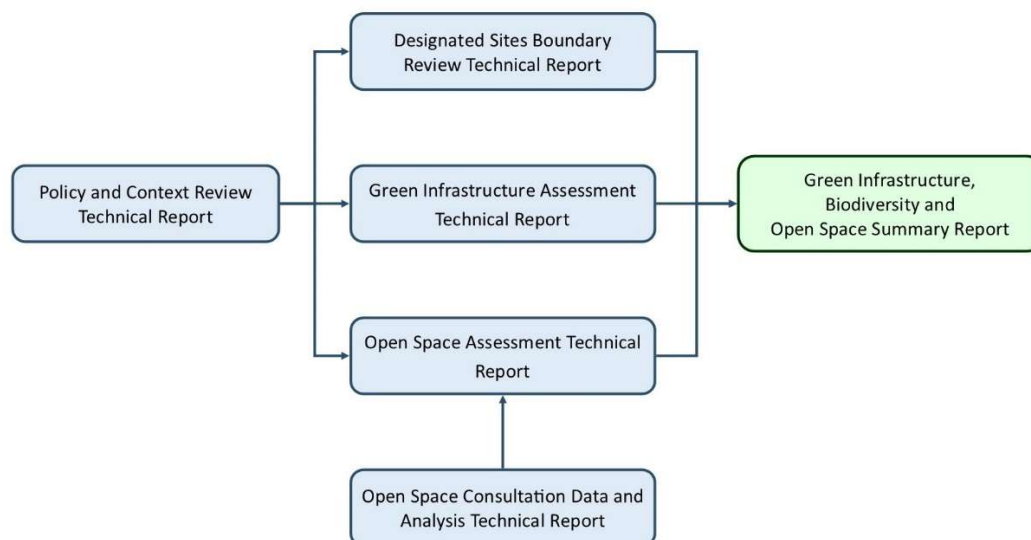 Designated Sites Boundary
Review Technical Report
Policy and Context Review
Technical Report
Green Infrastructure Assessment
Technical Report
Green Infrastructure,
Biodiversity and
Open Space Summary Report
Open Space Assessment Technical
Report
Open Space Consultation Data and
Analysis Technical Report